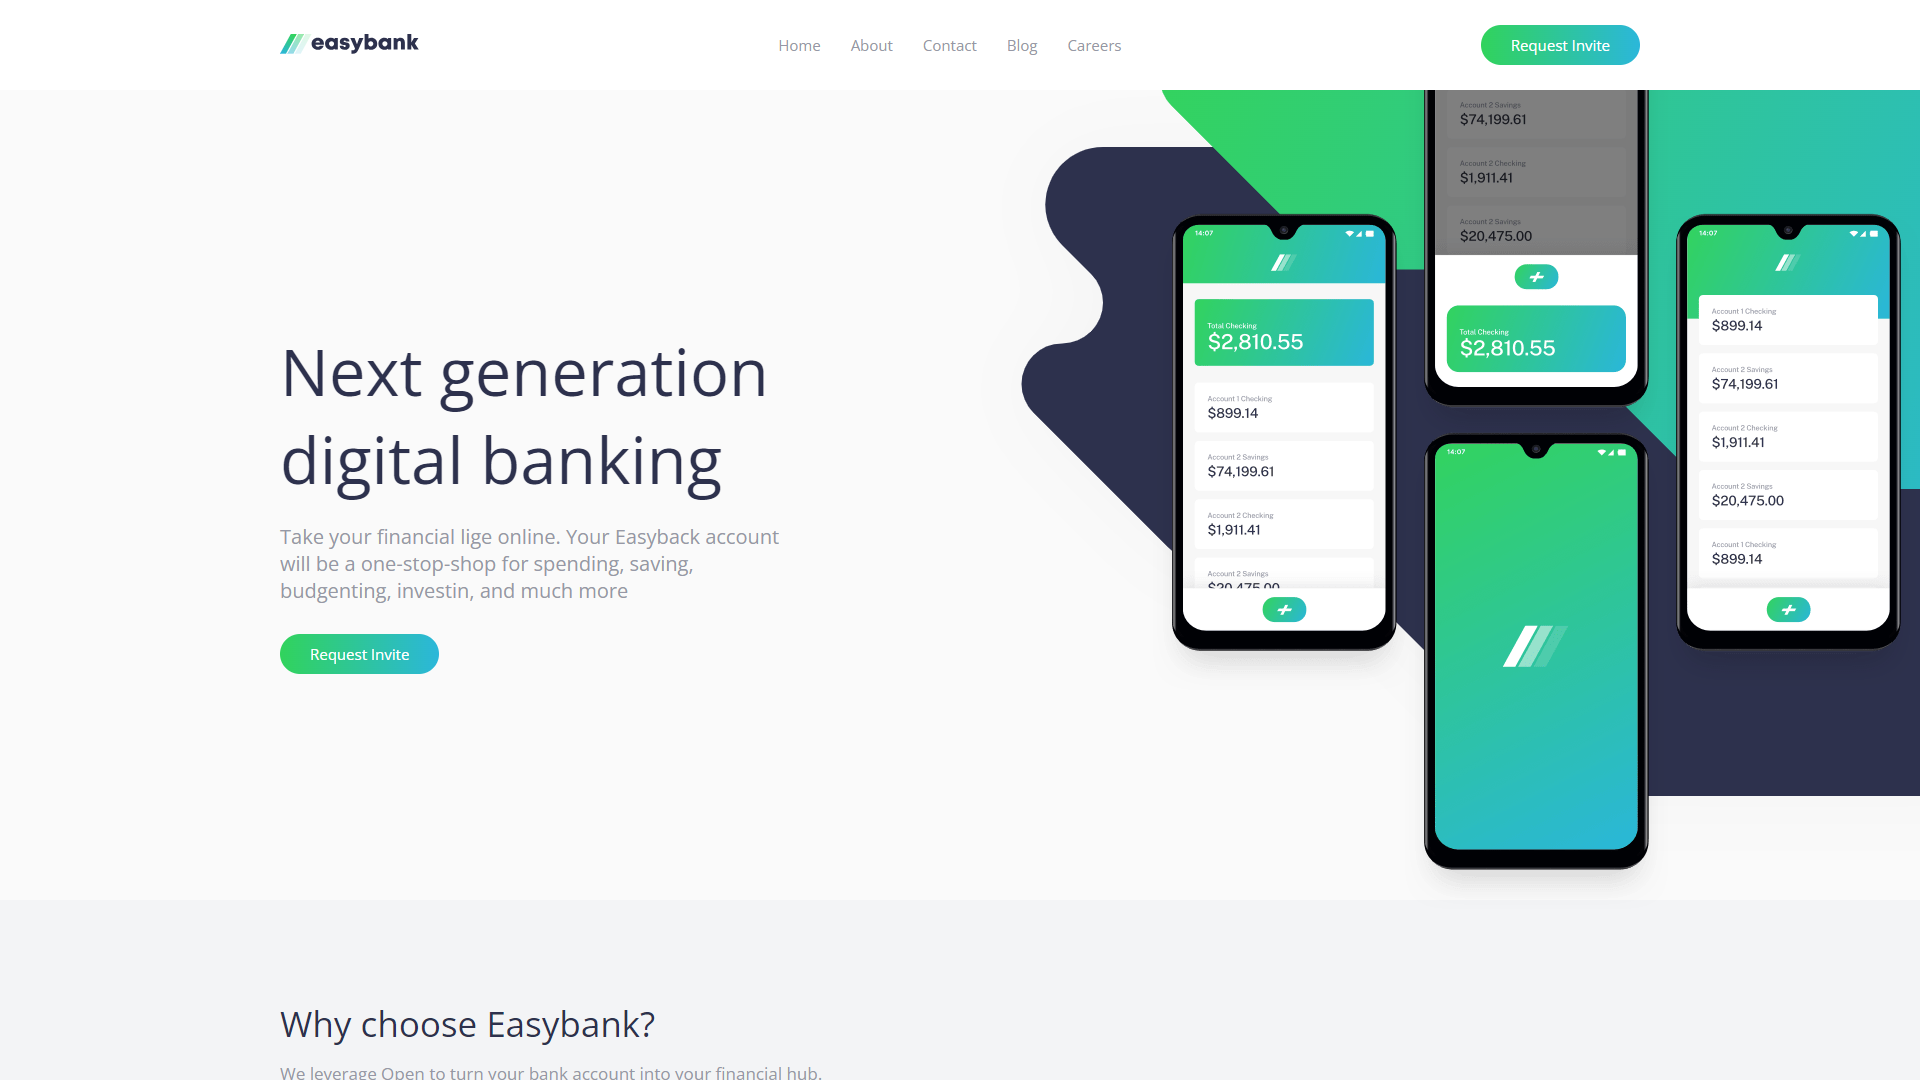 easybank
Home
About
Contact
Blog
Careers
Request Invite
Next generation
digital banking
Take your financial lige online. Your Easyback account
will be a one-stop-shop for spending, saving,
budgenting, investin, and much more
Request Invite
Account 2 Savings
$74,199.61
Account 2 Checking
$1,911.41
Account 2 Savings
$20,475.00
Total Checking
$2,810.55
14:07
Total Checking
$2,810.55
Account 1 Checking
$899.14
Account 2 Savings
$74,199.61
Account 2 Checking
$1,911.41
Account 2 Savings
$20,475.00
14:07
14:07
Account 1 Checking
$899.14
Account 2 Savings
$74,199.61
Account 2 Checking
$1,911.41
Account 2 Savings
$20,475.00
Account 1 Checking
$899.14
Why choose Easybank?
We leverage Open to turn your bank account into your financial hub.